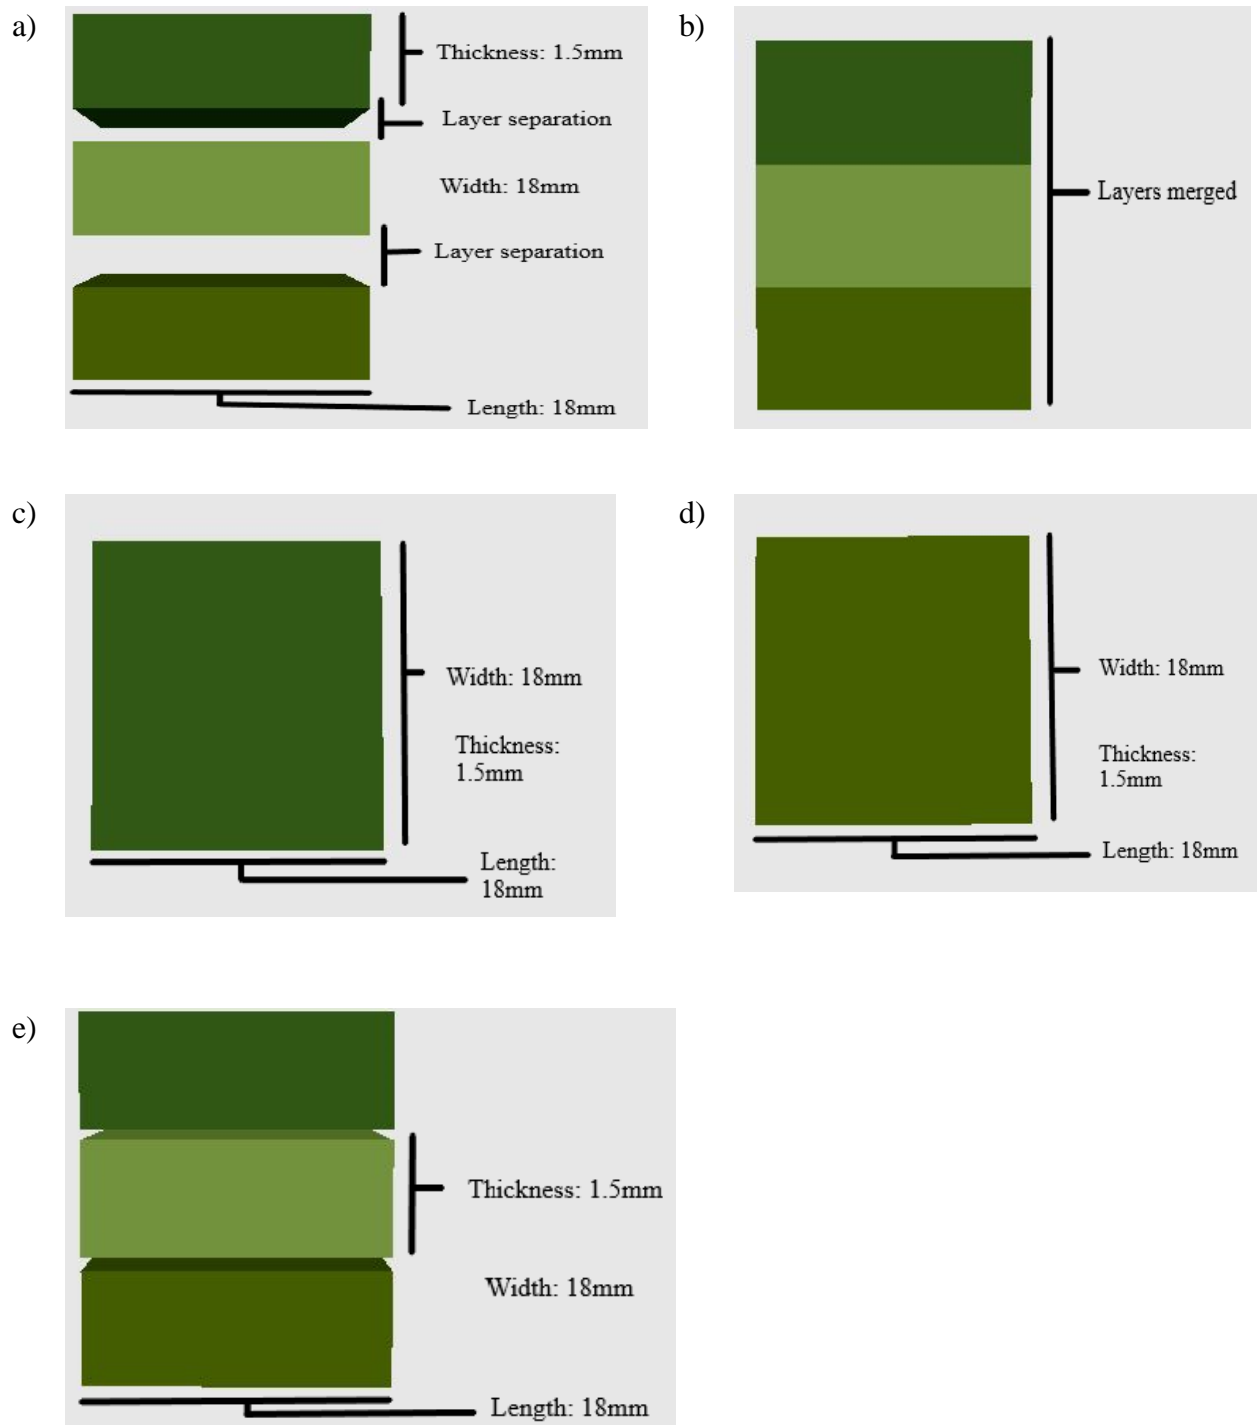 a)
Thickness: 1.5mm
Layer separation
Width: 18mm
Layer separation
Length: 18mm
b)
Layers merged
c)
Width: 18mm
Thickness:
1.5mm
Length:
18mm
d)
Width: 18mm
Thickness:
1.5mm
Length: 18mm
e)
Thickness: 1.5mm
Width: 18mm
Length: 18mm